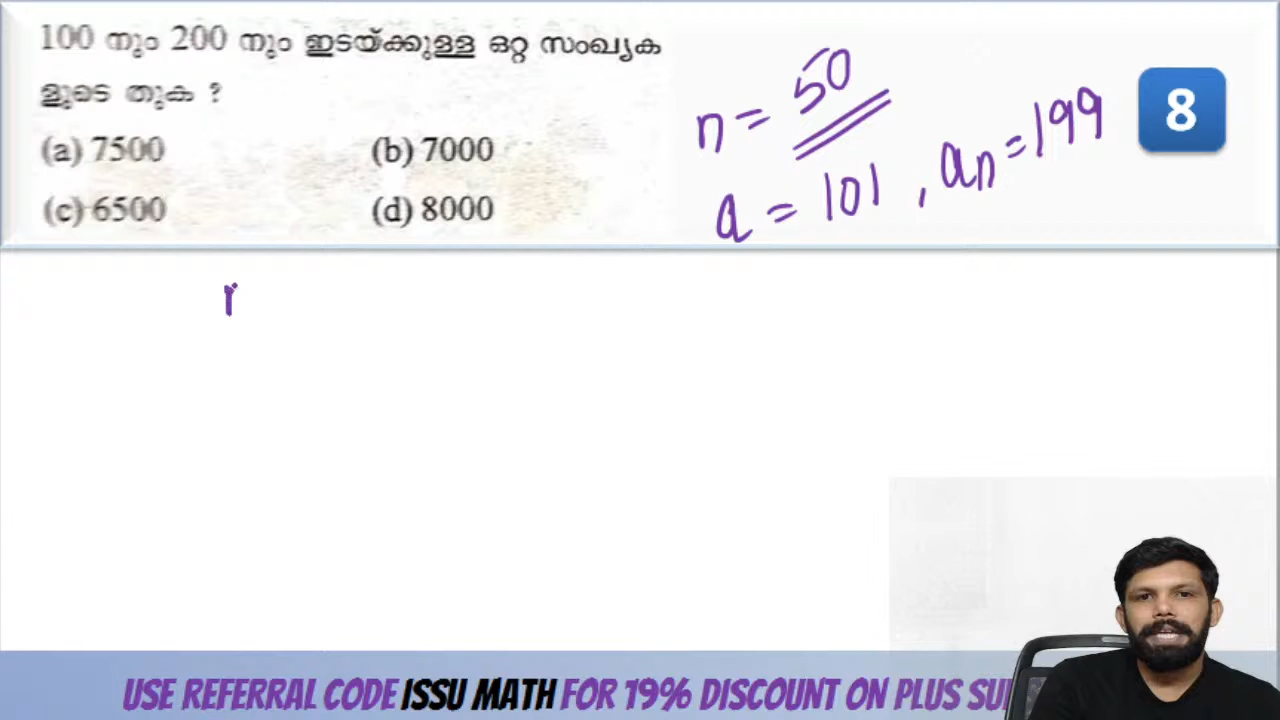 100 നും 200 നും ഇടയ്ക്കുള്ള ഒറ്റ സംഖ്യക
ളുടെ തുക ?
(a) 7500 (b) 7000
(c) 6500 (d) 8000
n = 50
a = 101 , an = 199
8
USE REFERRAL CODE ISSU MATH FOR 19% DISCOUNT ON PLUS